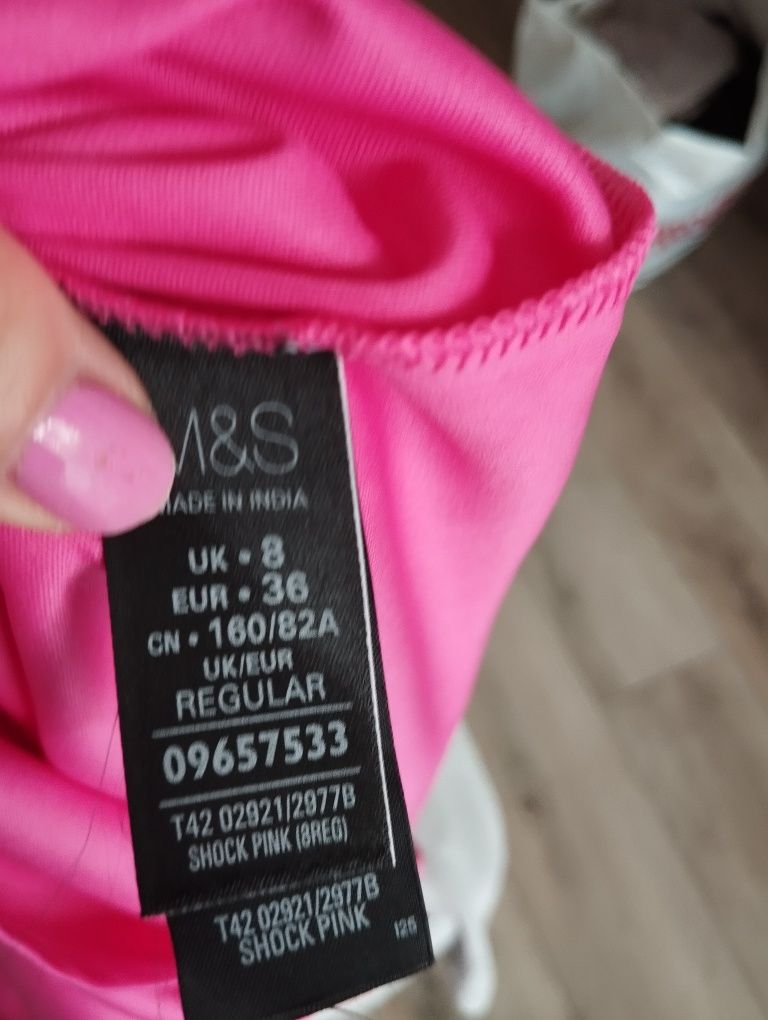 M&S
MADE IN INDIA
UK • 8
EUR • 36
CN • 160/82A
UK/EUR
REGULAR
09657533
T42 02921/2977B
SHOCK PINK (8REG)
T42 02921/2977B
SHOCK PINK
126